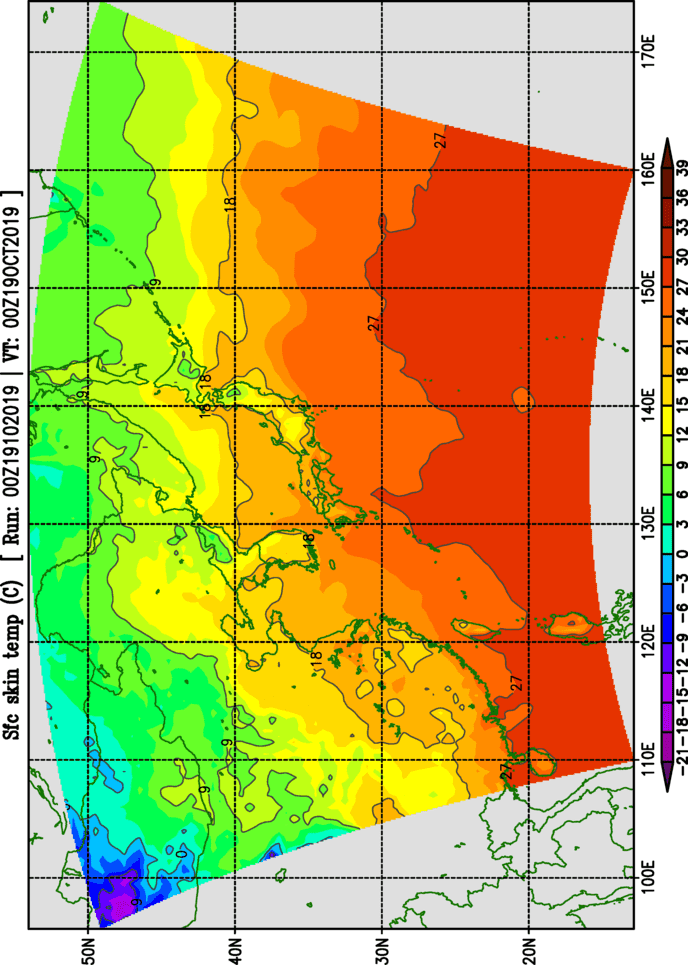 Sfc skin temp (C) [ Run: 00Z19102019 | VT: 00Z19OCT2019 ]
50N
9
9
9
9
0
9 18 18
40N
9 18
18
18
27
30N
27
27
27
20N
100E 110E 120E 130E 140E 150E 160E 170E
-21-18-15-12-9 -6 -3 0 3 6 9 12 15 18 21 24 27 30 33 36 39